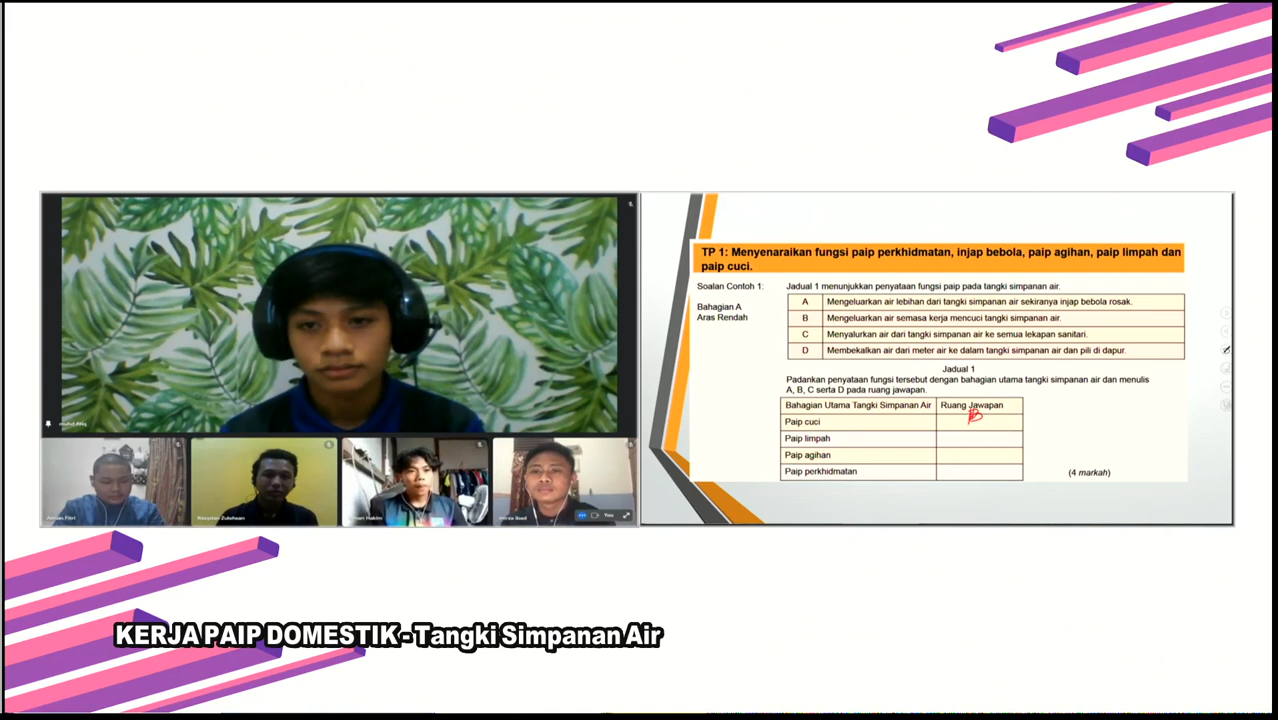 TP 1: Menyenaraikan fungsi paip perkhidmatan, injap bebola, paip agihan, paip limpah dan
paip cuci.
Soalan Contoh 1:
Jadual 1 menunjukkan penyataan fungsi paip pada tangki simpanan air.
Bahagian A
Aras Rendah
A Mengeluarkan air lebihan dari tangki simpanan air sekiranya injap bebola rosak.
B Mengeluarkan air semasa kerja mencuci tangki simpanan air.
C Menyalurkan air dari tangki simpanan air ke semua lekapan sanitari.
D Membekalkan air dari meter air ke dalam tangki simpanan air dan pili di dapur.
Jadual 1
Padankan penyataan fungsi tersebut dengan bahagian utama tangki simpanan air dan menulis
A, B, C serta D pada ruang jawapan.
Bahagian Utama Tangki Simpanan Air Ruang Jawapan
Paip cuci B
Paip limpah
Paip agihan
Paip perkhidmatan
(4 markah)
You
KERJA PAIP DOMESTIK - Tangki Simpanan Air